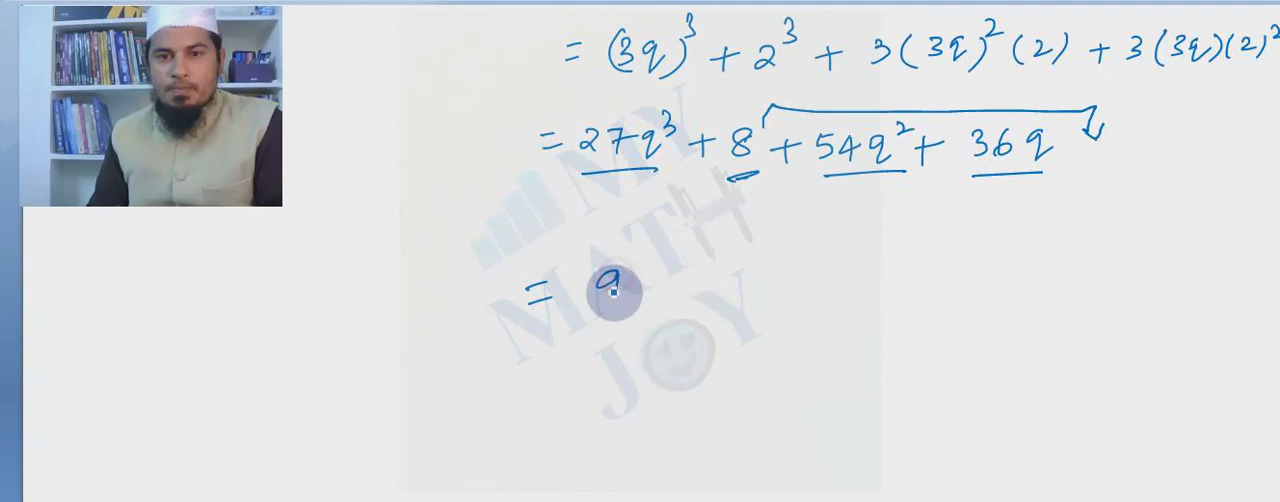 = (3q)³ + 2³ + 3(3q)²(2) + 3(3q)(2)²
= 27q³ + 8 + 54q² + 36q
= 9
MY
MATH
JOY